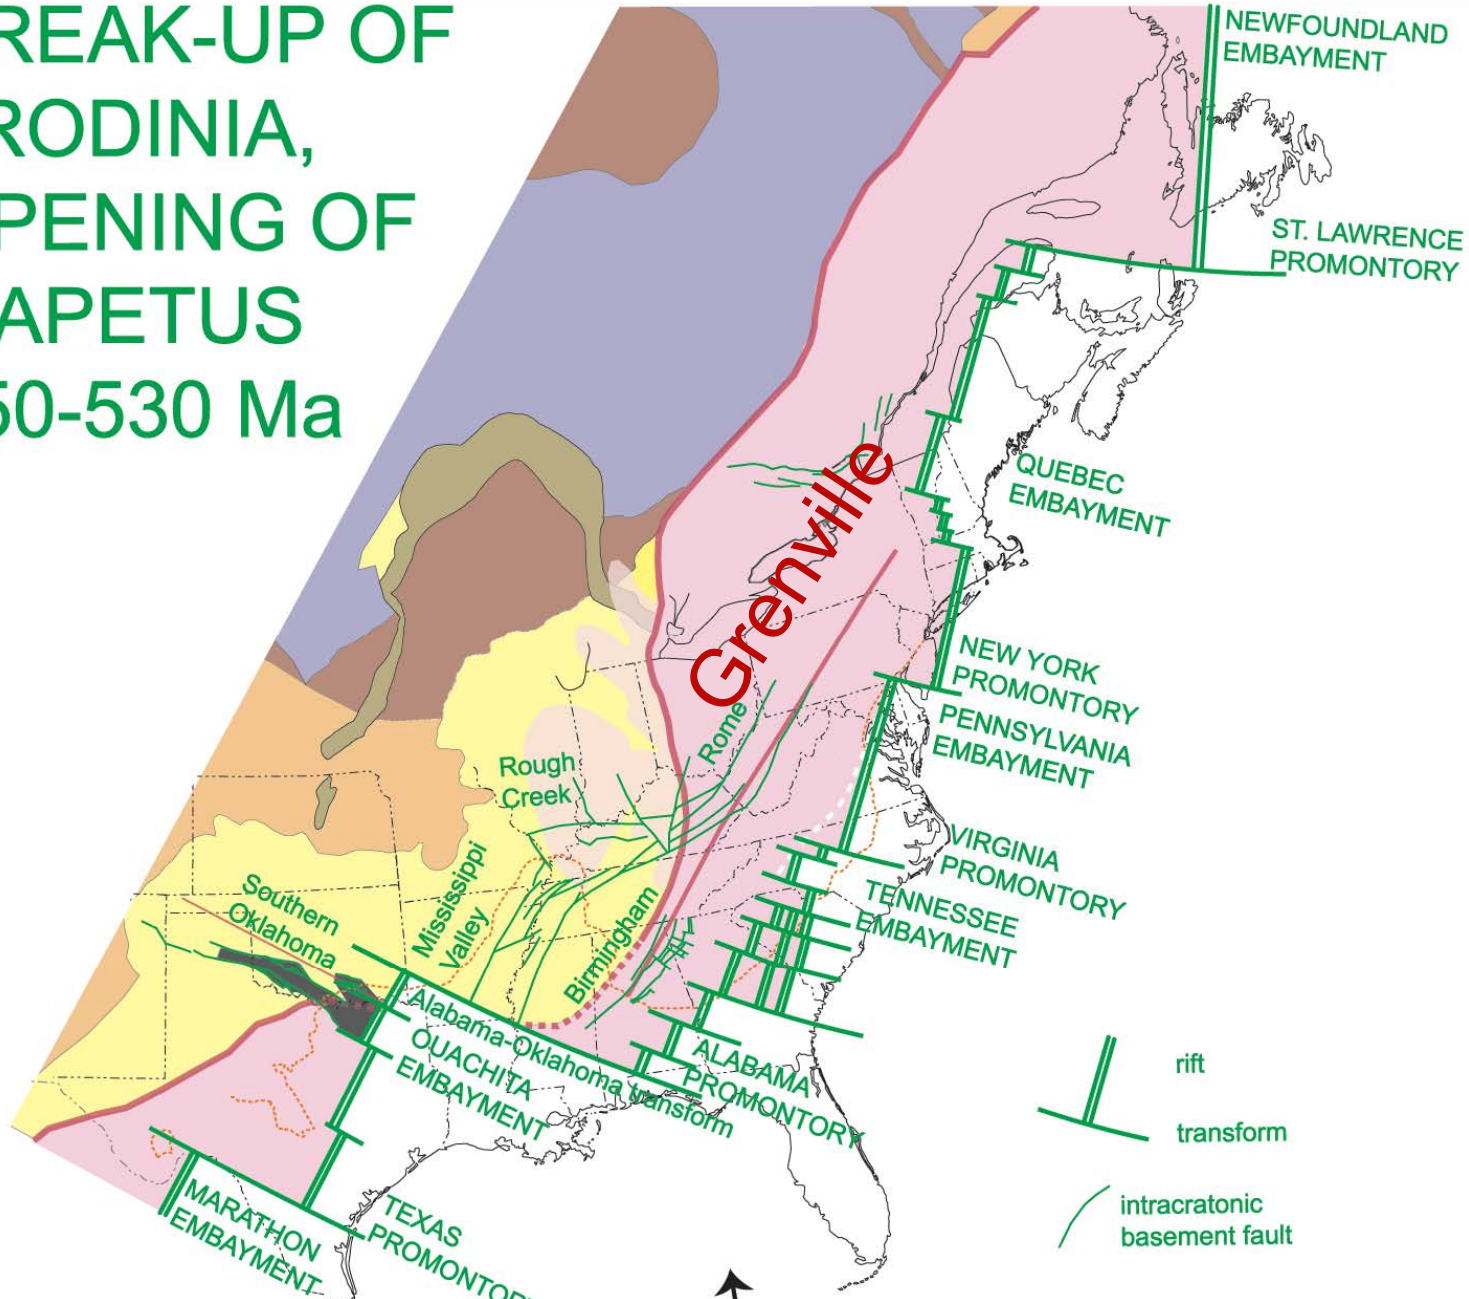 REAK-UP OF
RODINIA,
PENING OF
APETUS
50-530 Ma
NEWFOUNDLAND
EMBAYMENT
ST. LAWRENCE
PROMONTORY
QUEBEC
EMBAYMENT
Grenville
NEW YORK
PROMONTORY
PENNSYLVANIA
EMBAYMENT
Rome
Rough
Creek
VIRGINIA
PROMONTORY
TENNESSEE
EMBAYMENT
Mississippi
Valley
Southern
Oklahoma
Birmingham
Alabama-Oklahoma transform
OUACHITA
EMBAYMENT
ALABAMA
PROMONTORY
MARATHON
EMBAYMENT
TEXAS
PROMONTORY
rift
transform
intracratonic
basement fault